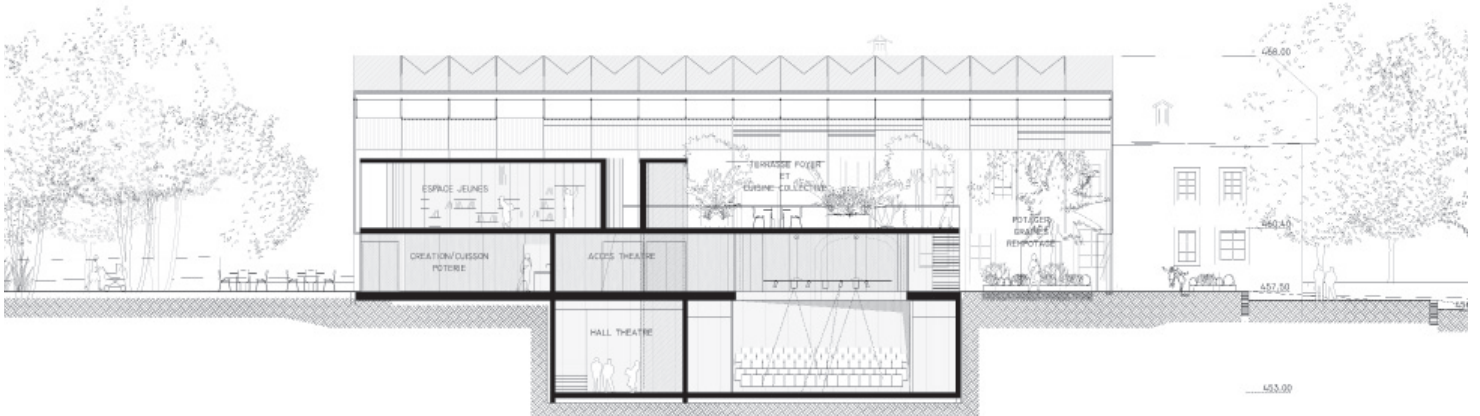 468.00
TERRASSE FOYER
ET
CUISINE COLLECTIVE
ESPACE JEUNES
POTAGER
GRAINES
REMPOTAGE
460.40
CREATION/CUISSON
POTERIE
ACCES THEATRE
457.50
HALL THEATRE
453.00